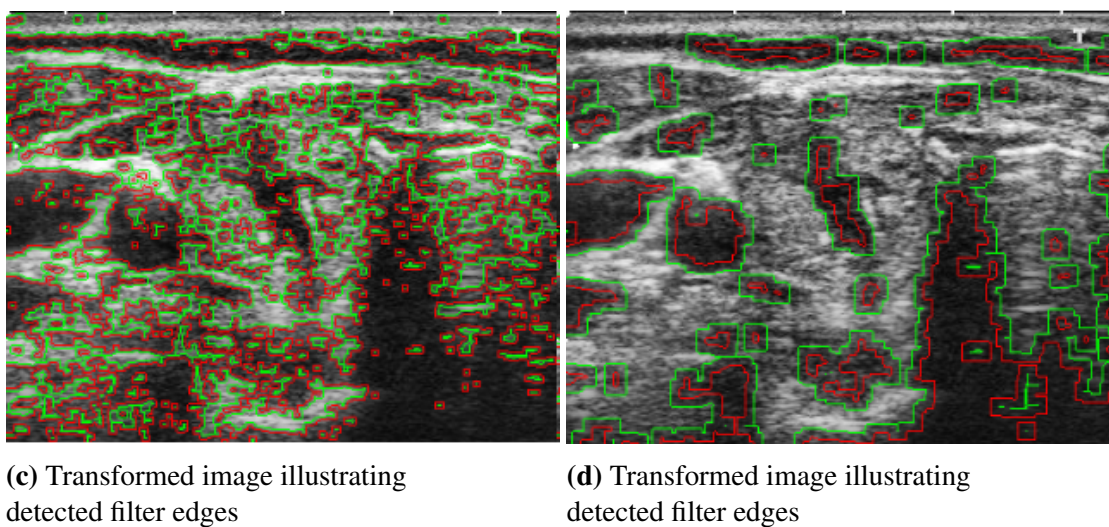 T
T
(c) Transformed image illustrating
detected filter edges
(d) Transformed image illustrating
detected filter edges